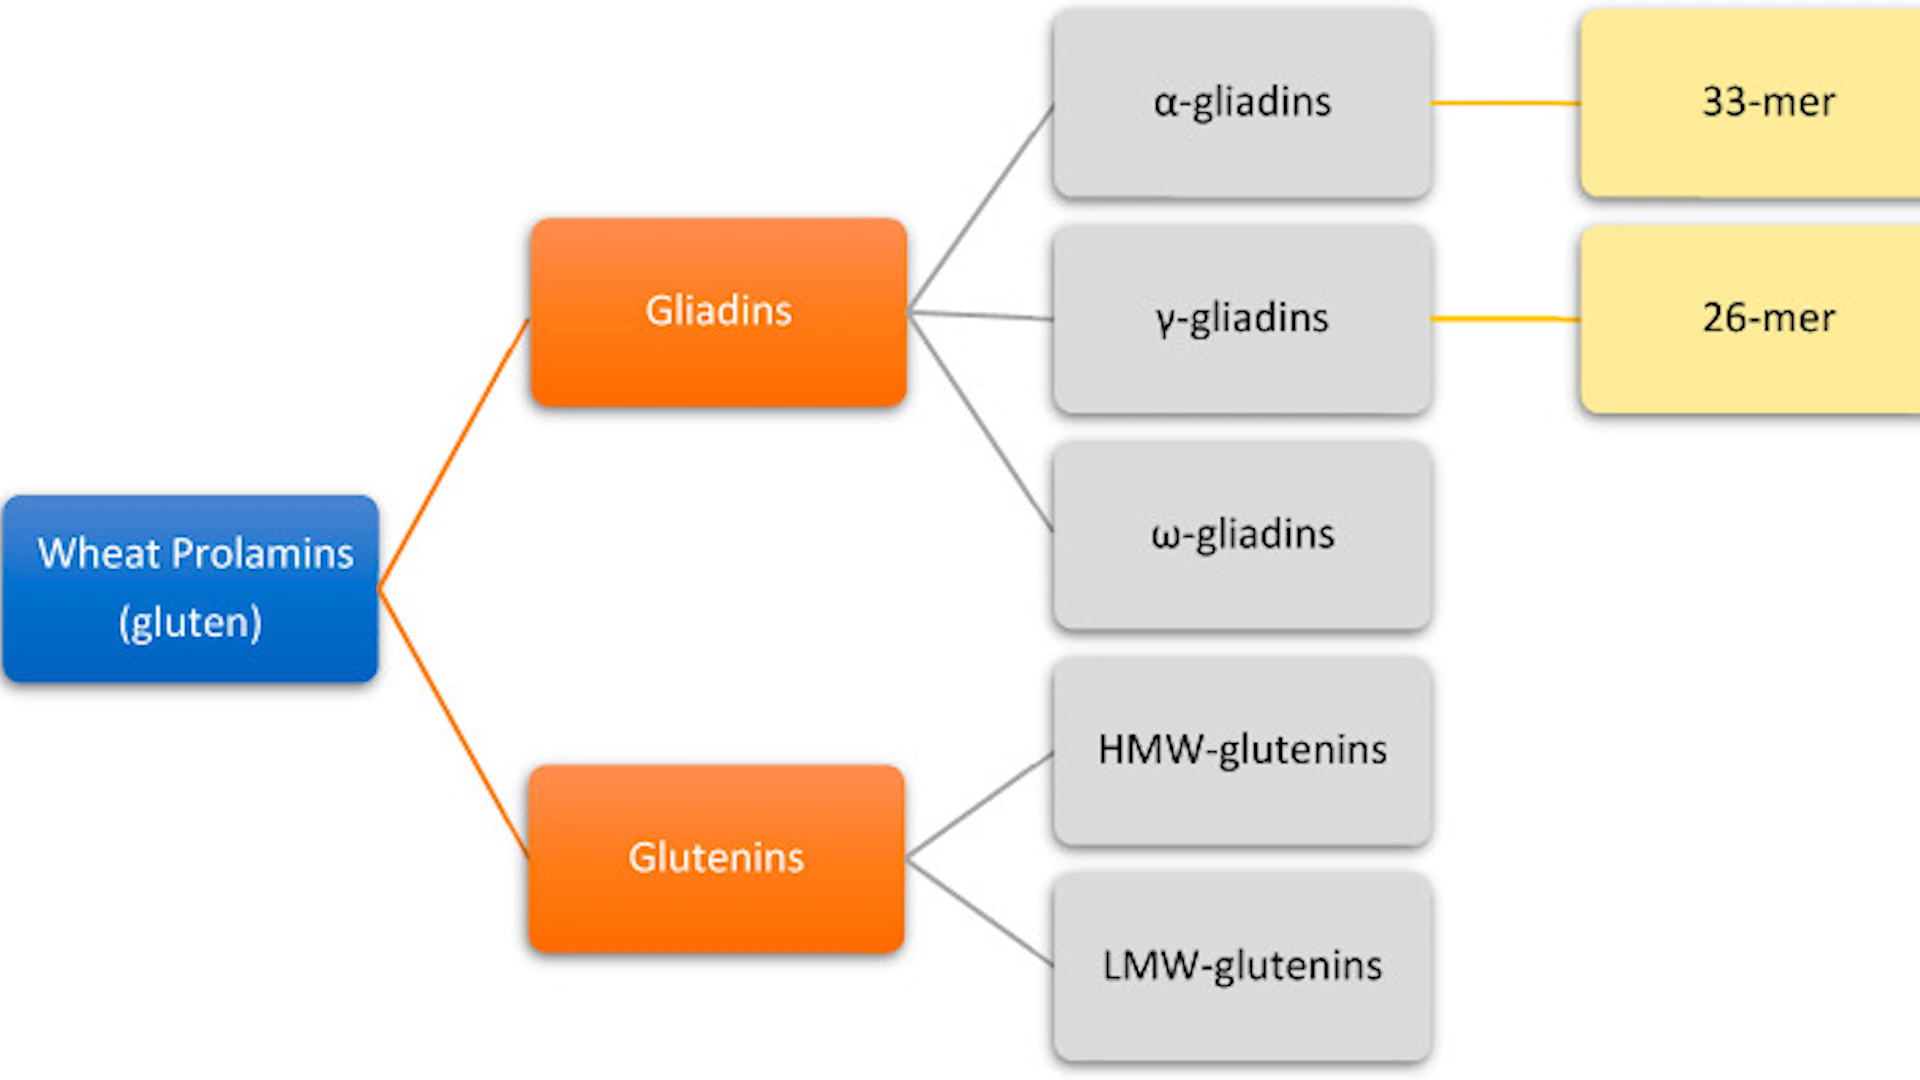 α-gliadins
33-mer
Gliadins
γ-gliadins
26-mer
ω-gliadins
Wheat Prolamins
(gluten)
HMW-glutenins
Glutenins
LMW-glutenins